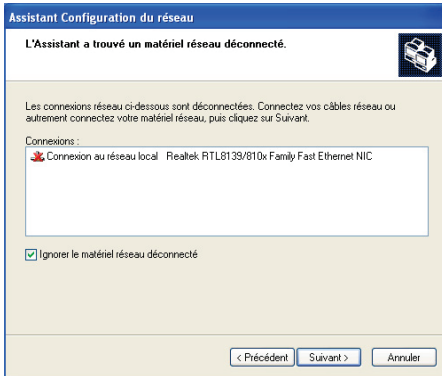 Assistant Configuration du réseau
L'Assistant a trouvé un matériel réseau déconnecté.
Les connexions réseau ci-dessous sont déconnectées. Connectez vos câbles réseau ou
autrement connectez votre matériel réseau, puis cliquez sur Suivant.
Connexions :
Connexion au réseau local Realtek RTL8139/810x Family Fast Ethernet NIC
Ignorer le matériel réseau déconnecté
< Précédent Suivant > Annuler